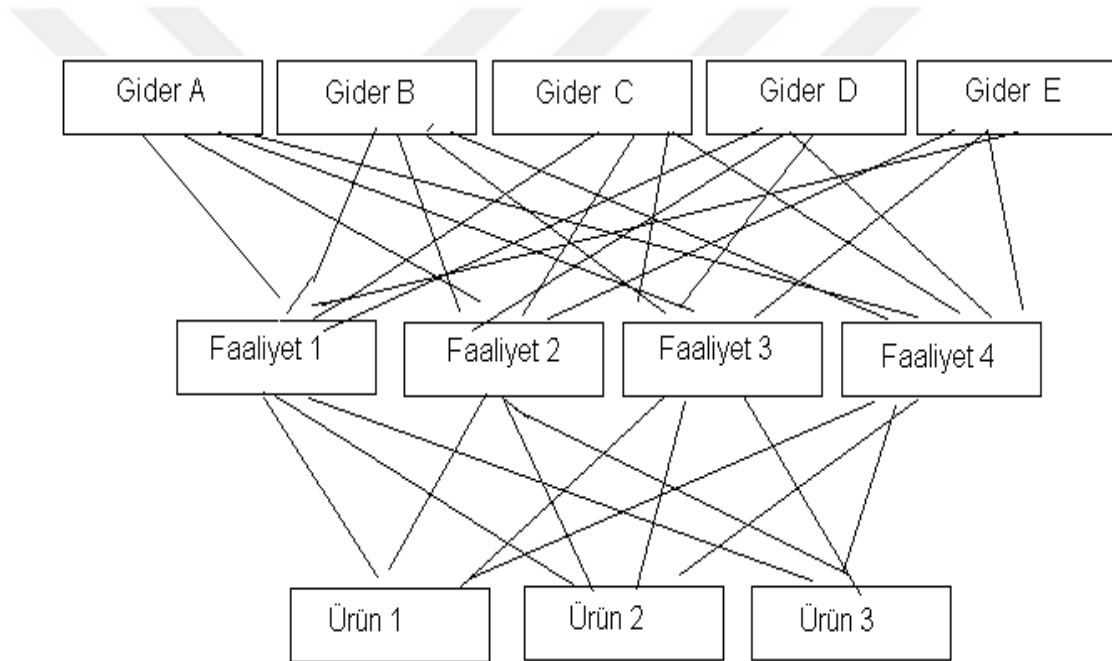 Gider A
Gider B
Gider C
Gider D
Gider E
Faaliyet 1
Faaliyet 2
Faaliyet 3
Faaliyet 4
Ürün 1
Ürün 2
Ürün 3